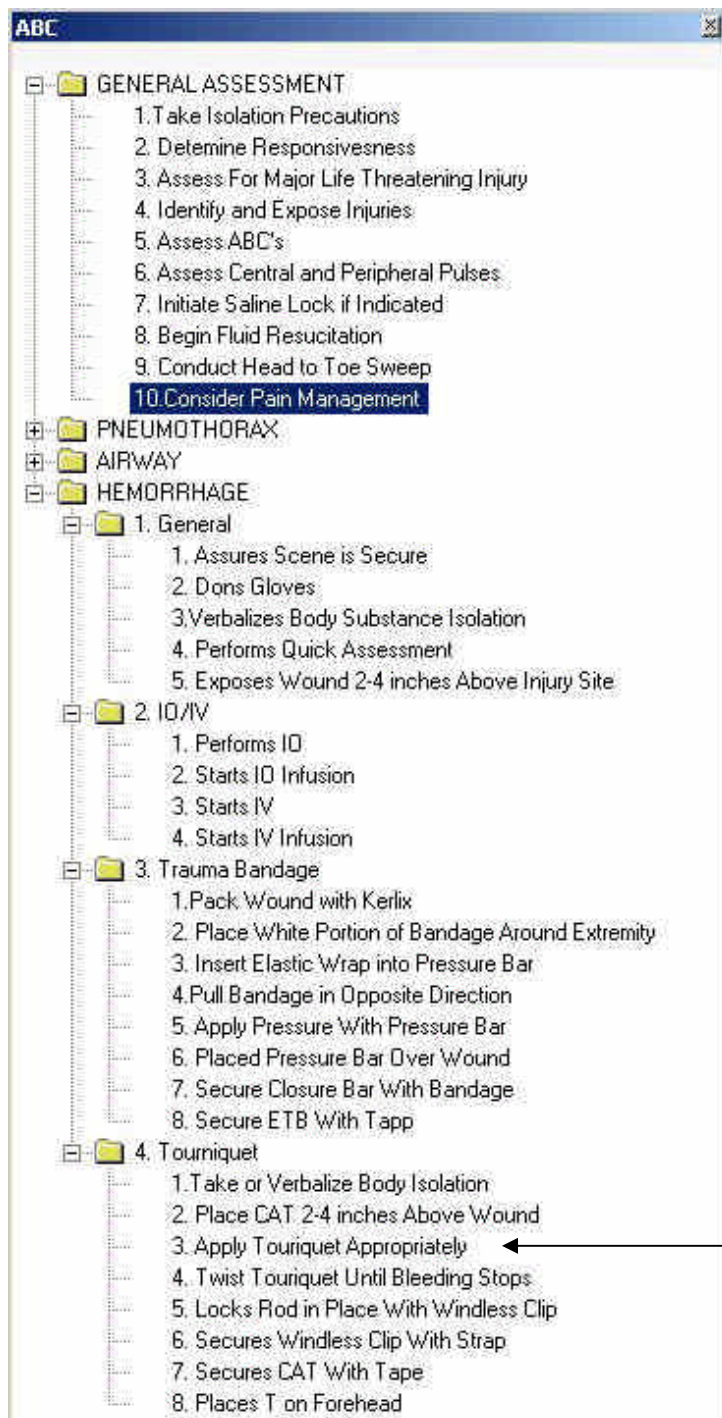 ABC
GENERAL ASSESSMENT
1.Take Isolation Precautions
2. Detemine Responsivesness
3. Assess For Major Life Threatening Injury
4. Identify and Expose Injuries
5. Assess ABC's
6. Assess Central and Peripheral Pulses
7. Initiate Saline Lock if Indicated
8. Begin Fluid Resucitation
9. Conduct Head to Toe Sweep
10.Consider Pain Management
PNEUMOTHORAX
AIRWAY
HEMORRHAGE
1. General
1. Assures Scene is Secure
2. Dons Gloves
3.Verbalizes Body Substance Isolation
4. Performs Quick Assessment
5. Exposes Wound 2-4 inches Above Injury Site
2. IO/IV
1. Performs IO
2. Starts IO Infusion
3. Starts IV
4. Starts IV Infusion
3. Trauma Bandage
1.Pack Wound with Kerlix
2. Place White Portion of Bandage Around Extremity
3. Insert Elastic Wrap into Pressure Bar
4.Pull Bandage in Opposite Direction
5. Apply Pressure With Pressure Bar
6. Placed Pressure Bar Over Wound
7. Secure Closure Bar With Bandage
8. Secure ETB With Tapp
4. Tourniquet
1.Take or Verbalize Body Isolation
2. Place CAT 2-4 inches Above Wound
3. Apply Touriquet Appropriately
4. Twist Touriquet Until Bleeding Stops
5. Locks Rod in Place With Windless Clip
6. Secures Windless Clip With Strap
7. Secures CAT With Tape
8. Places T on Forehead